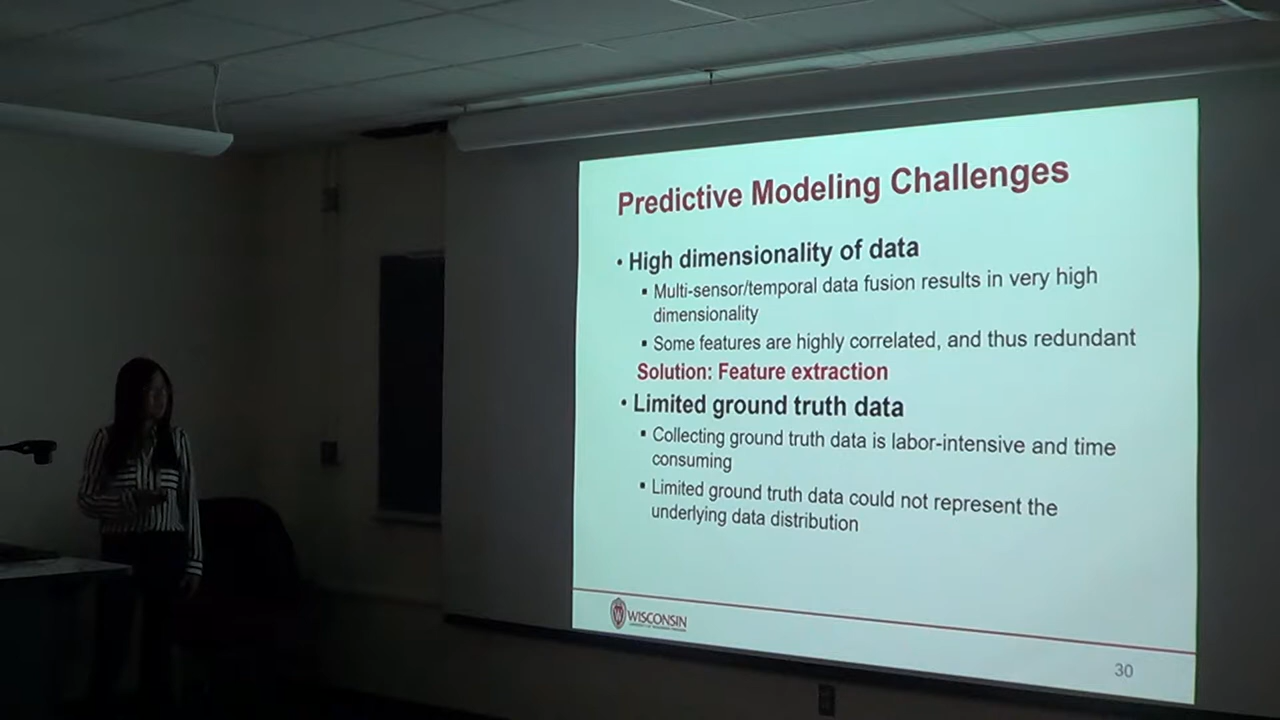 Predictive Modeling Challenges
• High dimensionality of data
▪ Multi-sensor/temporal data fusion results in very high
dimensionality
▪ Some features are highly correlated, and thus redundant
Solution: Feature extraction
• Limited ground truth data
▪ Collecting ground truth data is labor-intensive and time
consuming
▪ Limited ground truth data could not represent the
underlying data distribution
W WISCONSIN
30